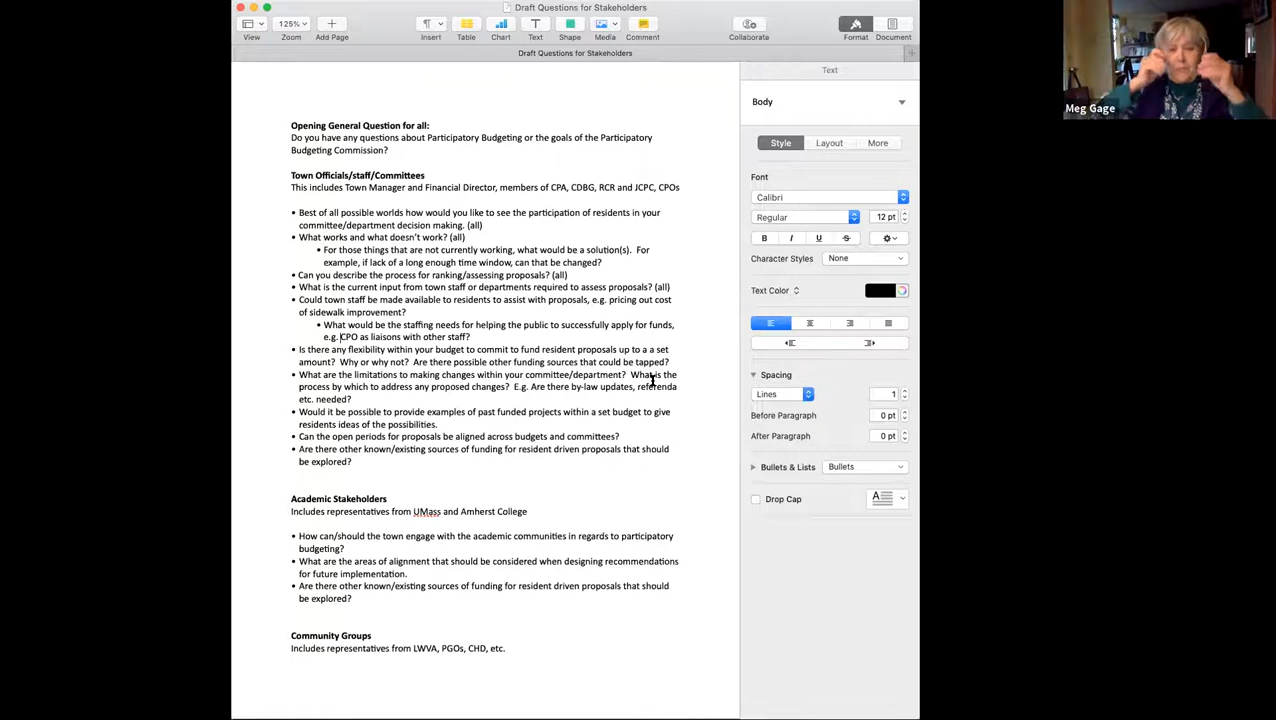 Draft Questions for Stakeholders
125%
View
Zoom
Add Page
Insert
Table
Chart
Text
Shape
Media
Comment
Collaborate
Format
Document
Draft Questions for Stakeholders
Opening General Question for all:
Do you have any questions about Participatory Budgeting or the goals of the Participatory
Budgeting Commission?
Town Officials/staff/Committees
This includes Town Manager and Financial Director, members of CPA, CDBG, RCR and JCPC, CPOs
• Best of all possible worlds how would you like to see the participation of residents in your
committee/department decision making. (all)
• What works and what doesn't work? (all)
• For those things that are not currently working, what would be a solution(s).  For
example, if lack of a long enough time window, can that be changed?
• Can you describe the process for ranking/assessing proposals? (all)
• What is the current input from town staff or departments required to assess proposals? (all)
• Could town staff be made available to residents to assist with proposals, e.g. pricing out cost
of sidewalk improvement?
• What would be the staffing needs for helping the public to successfully apply for funds,
e.g. CPO as liaisons with other staff?
• Is there any flexibility within your budget to commit to fund resident proposals up to a a set
amount?  Why or why not?  Are there possible other funding sources that could be tapped?
• What are the limitations to making changes within your committee/department?  What is the
process by which to address any proposed changes?  E.g. Are there by-law updates, referenda
etc. needed?
• Would it be possible to provide examples of past funded projects within a set budget to give
residents ideas of the possibilities.
• Can the open periods for proposals be aligned across budgets and committees?
• Are there other known/existing sources of funding for resident driven proposals that should
be explored?
Academic Stakeholders
Includes representatives from UMass and Amherst College
• How can/should the town engage with the academic communities in regards to participatory
budgeting?
• What are the areas of alignment that should be considered when designing recommendations
for future implementation.
• Are there other known/existing sources of funding for resident driven proposals that should
be explored?
Community Groups
Includes representatives from LWVA, PGOs, CHD, etc.
Text
Body
Style
Layout
More
Font
Calibri
Regular
12 pt
B I U S
Character Styles
None
Text Color
Spacing
Lines
1
Before Paragraph
0 pt
After Paragraph
0 pt
Bullets & Lists
Bullets
Drop Cap
A
Meg Gage